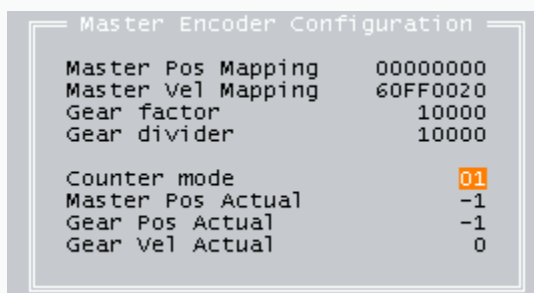 Master Encoder Configuration
Master Pos Mapping 00000000
Master Vel Mapping 60FF0020
Gear factor 10000
Gear divider 10000
Counter mode 01
Master Pos Actual -1
Gear Pos Actual -1
Gear Vel Actual 0